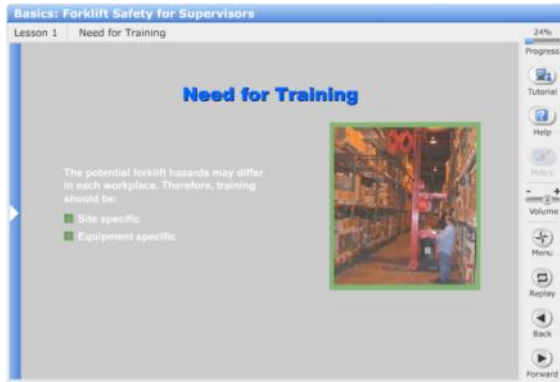 Basics: Forklift Safety for Supervisors
Lesson 1 Need for Training
24%
Progress
Need for Training
Tutorial
Help
The potential forklift hazards may differ
in each workplace. Therefore, training
should be:
Site specific
Equipment specific
Policy
- +
Volume
Menu
Replay
Back
Forward